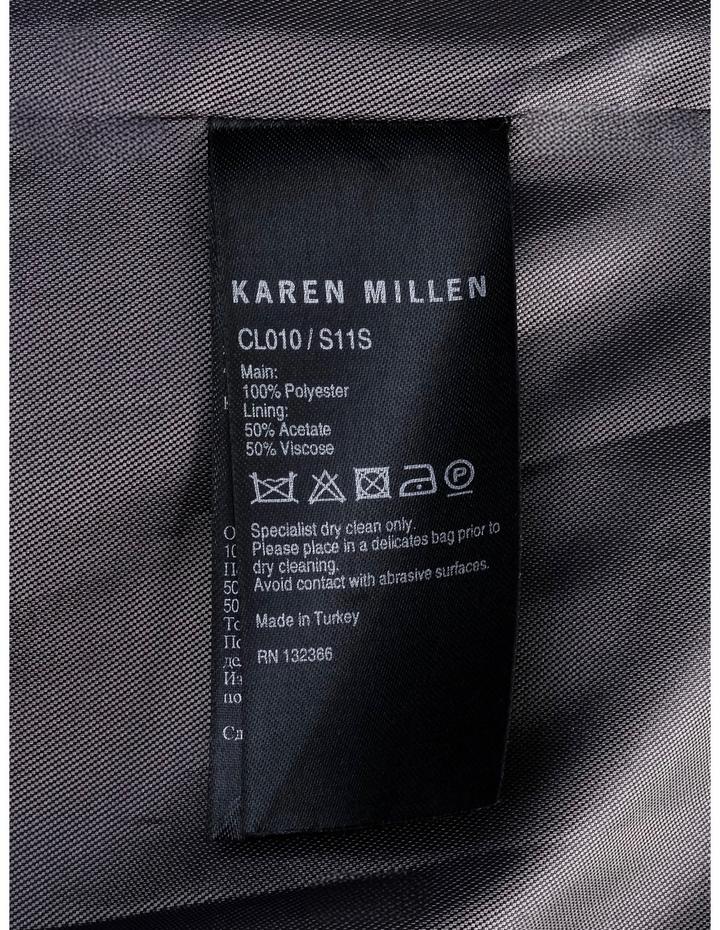 KAREN MILLEN
CL010 / S11S
Main:
100% Polyester
Lining:
50% Acetate
50% Viscose
P
Specialist dry clean only.
Please place in a delicates bag prior to
dry cleaning.
Avoid contact with abrasive surfaces.
Made in Turkey
RN 132366